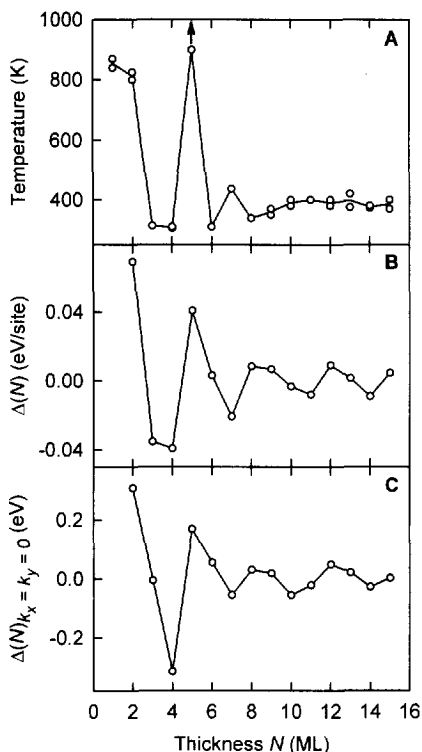 1000
800
600
400
Temperature (K)
A
0.04
0.00
-0.04
Δ(N) (eV/site)
B
0.2
0.0
-0.2
Δ(N)kx = ky = 0 (eV)
C
0 2 4 6 8 10 12 14 16
Thickness N (ML)